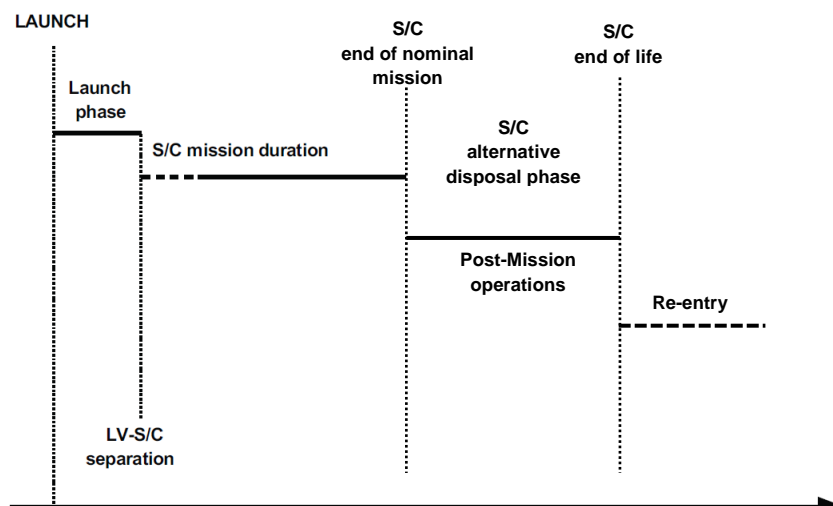 LAUNCH
S/C
end of nominal
mission
S/C
end of life
Launch
phase
S/C mission duration
S/C
alternative
disposal phase
Post-Mission
operations
Re-entry
LV-S/C
separation